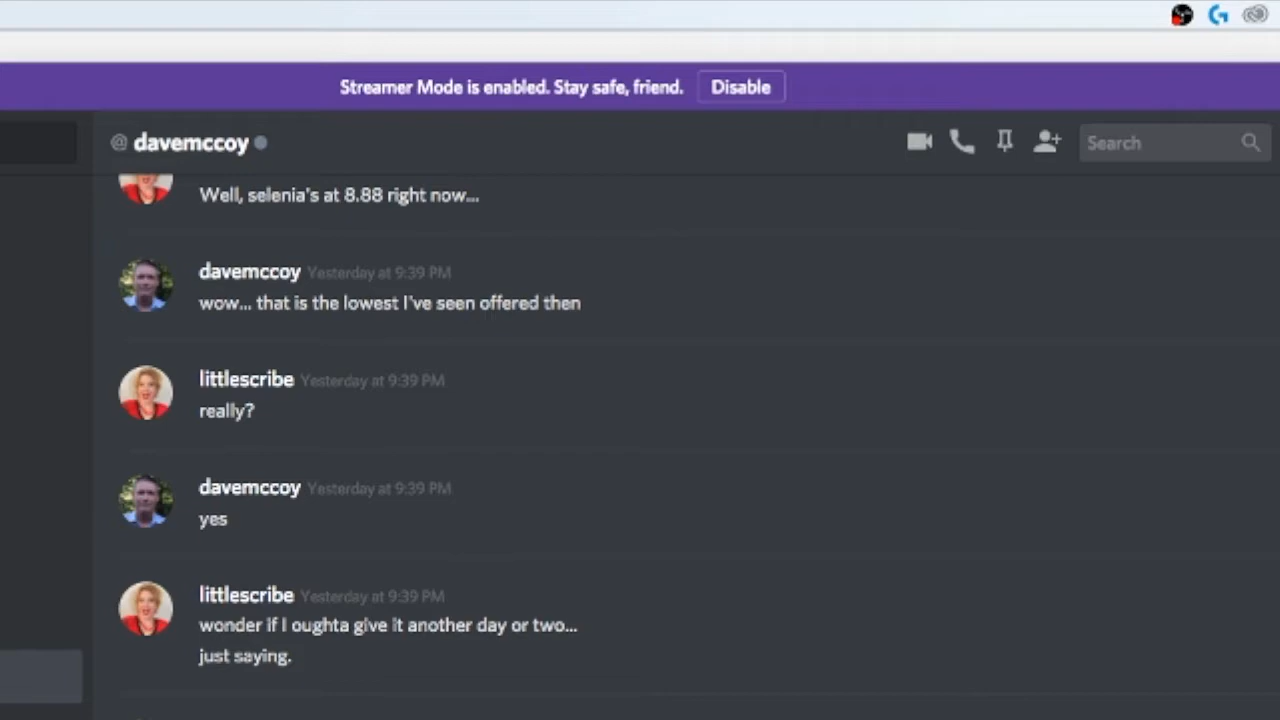 Streamer Mode is enabled. Stay safe, friend. Disable
@ davemccoy
Search
Well, selenia's at 8.88 right now...
davemccoy Yesterday at 9:39 PM
wow... that is the lowest I've seen offered then
littlescribe Yesterday at 9:39 PM
really?
davemccoy Yesterday at 9:39 PM
yes
littlescribe Yesterday at 9:39 PM
wonder if I oughta give it another day or two...
just saying.